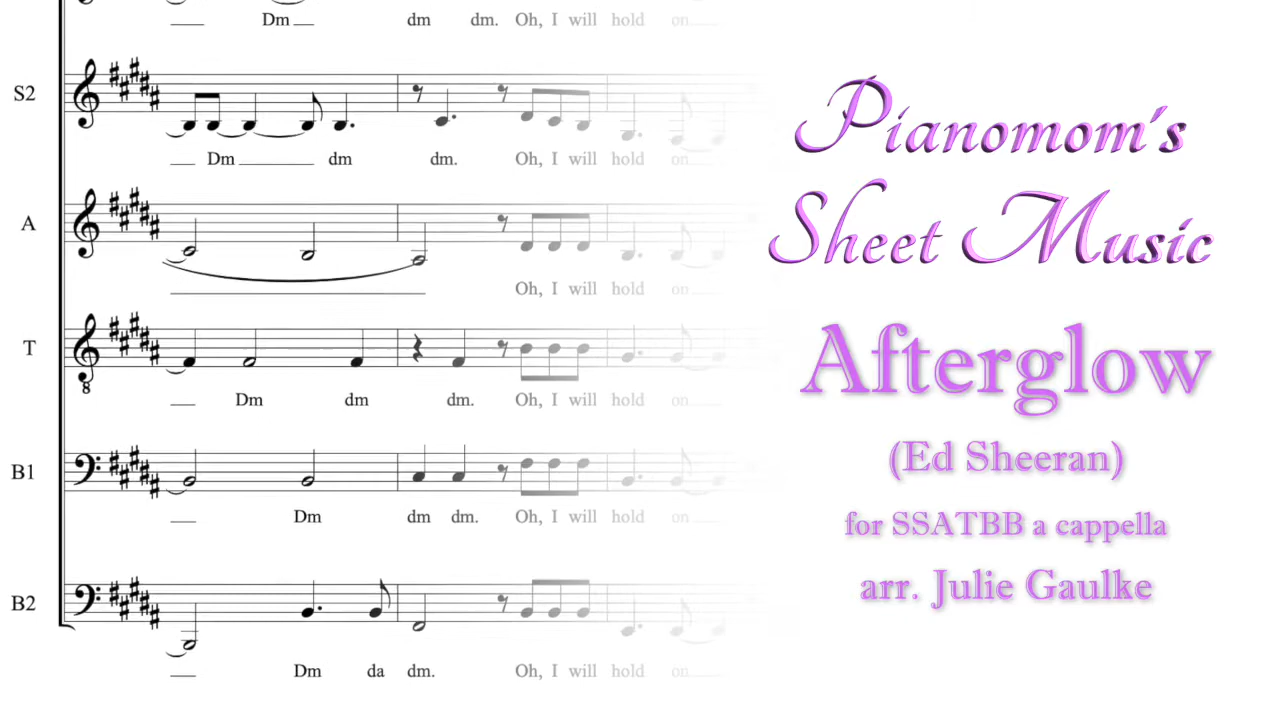 Dm dm dm. Oh, I will hold on
S2
Dm dm dm. Oh, I will hold on
A
Oh, I will hold on
T
8
Dm dm dm. Oh, I will hold on
B1
Dm dm dm. Oh, I will hold on
B2
Dm da dm. Oh, I will hold on
Pianomom's
Sheet Music
Afterglow
(Ed Sheeran)
for SSATBB a cappella
arr. Julie Gaulke